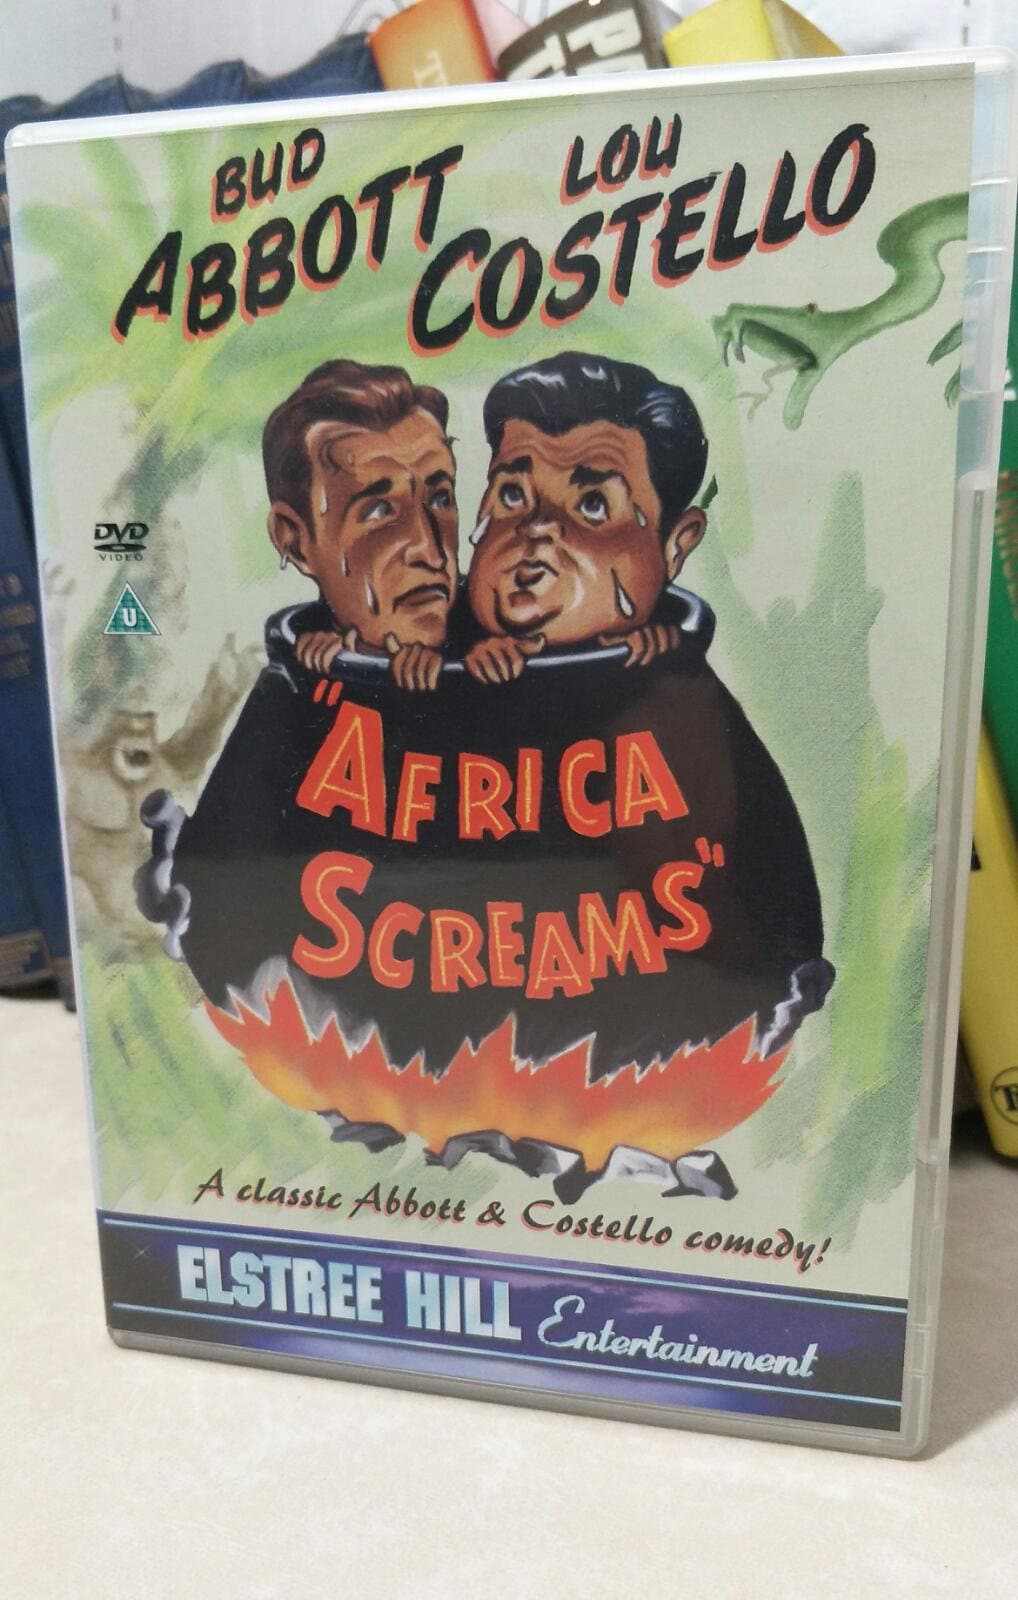 BUD
ABBOTT
LOU
COSTELLO
DVD
VIDEO
U
"AFRICA
SCREAMS"
A classic Abbott & Costello comedy!
ELSTREE HILL Entertainment